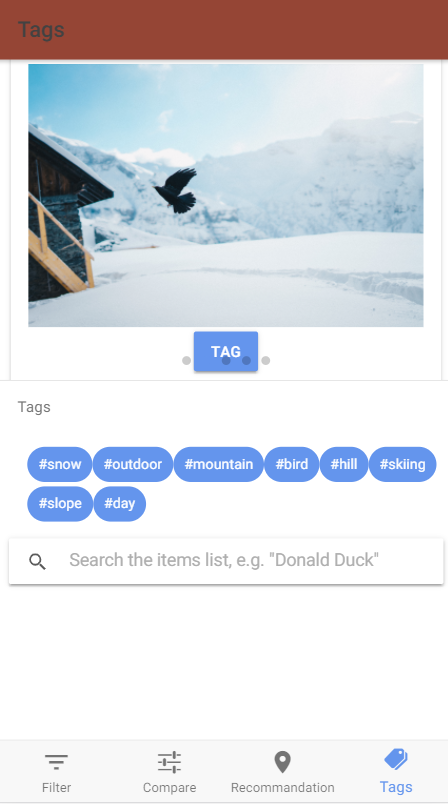 Tags
TAG
Tags
#snow #outdoor #mountain #bird #hill #skiing
#slope #day
Search the items list, e.g. "Donald Duck"
Filter Compare Recommandation Tags